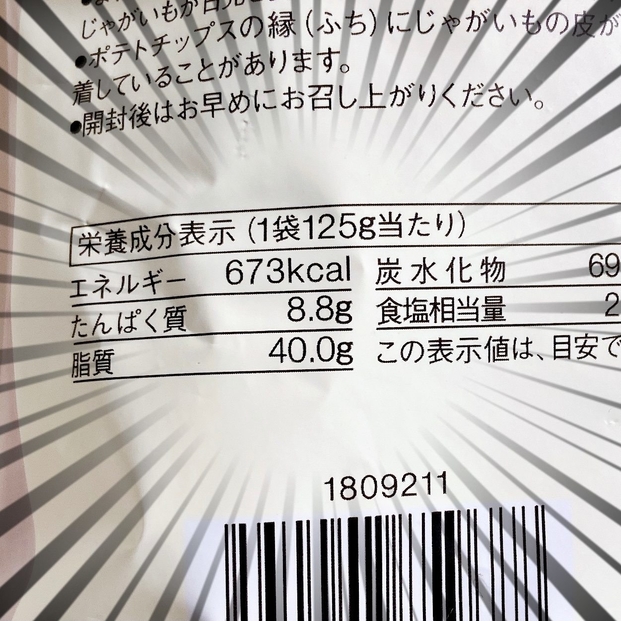 じゃがいもが
•ポテトチップスの縁(ふち)にじゃがいもの皮が
着していることがあります。
•開封後はお早めにお召し上がりください。
栄養成分表示(1袋125g当たり)
エネルギー 673kcal 炭水化物 69
たんぱく質 8.8g 食塩相当量 2
脂質 40.0g この表示値は、目安で
1809211